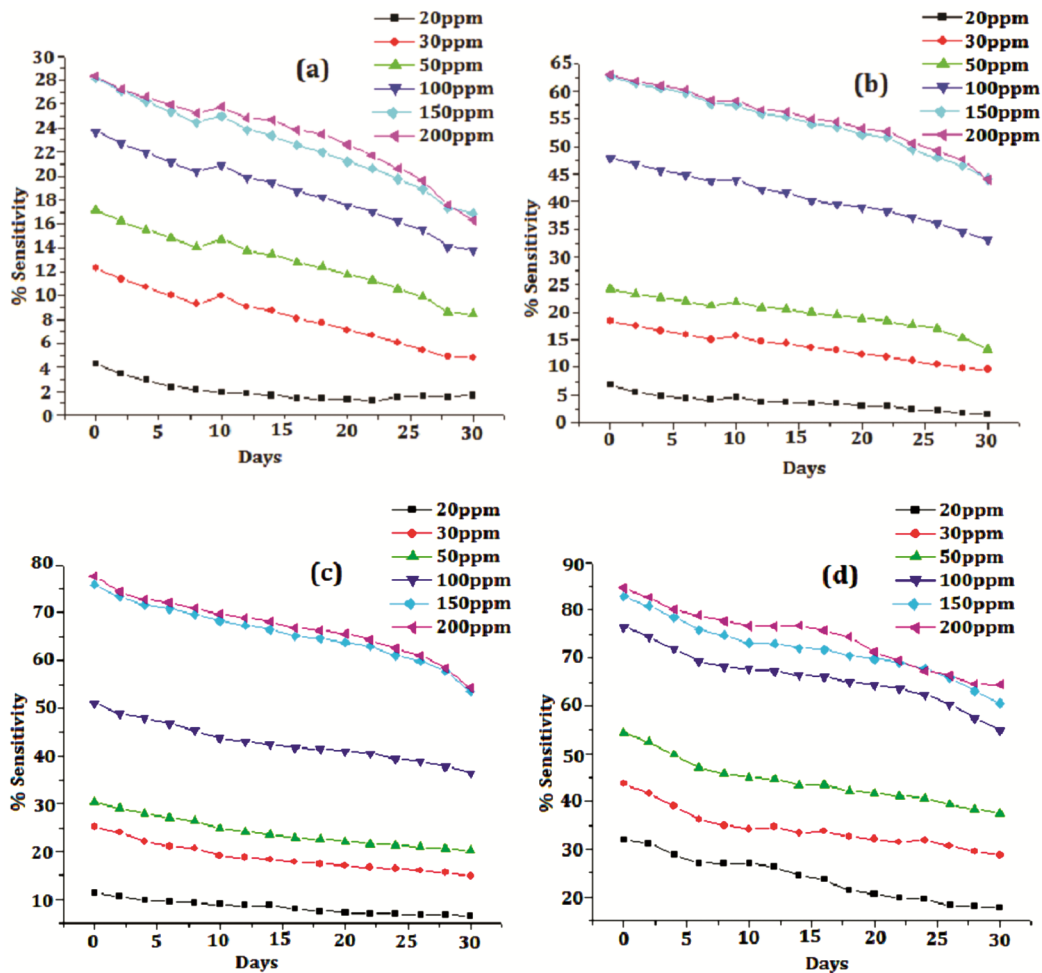 20ppm
30ppm
50ppm
100ppm
150ppm
200ppm
(a)
% Sensitivity
30
28
26
24
22
20
18
16
14
12
10
8
6
4
2
0
0 5 10 15 20 25 30
Days
20ppm
30ppm
50ppm
100ppm
150ppm
200ppm
(b)
% Sensitivity
65
60
55
50
45
40
35
30
25
20
15
10
5
0
0 5 10 15 20 25 30
Days
20ppm
30ppm
50ppm
100ppm
150ppm
200ppm
(c)
% Sensitivity
80
70
60
50
40
30
20
10
0 5 10 15 20 25 30
Days
20ppm
30ppm
50ppm
100ppm
150ppm
200ppm
(d)
% Sensitivity
90
80
70
60
50
40
30
20
0 5 10 15 20 25 30
Days